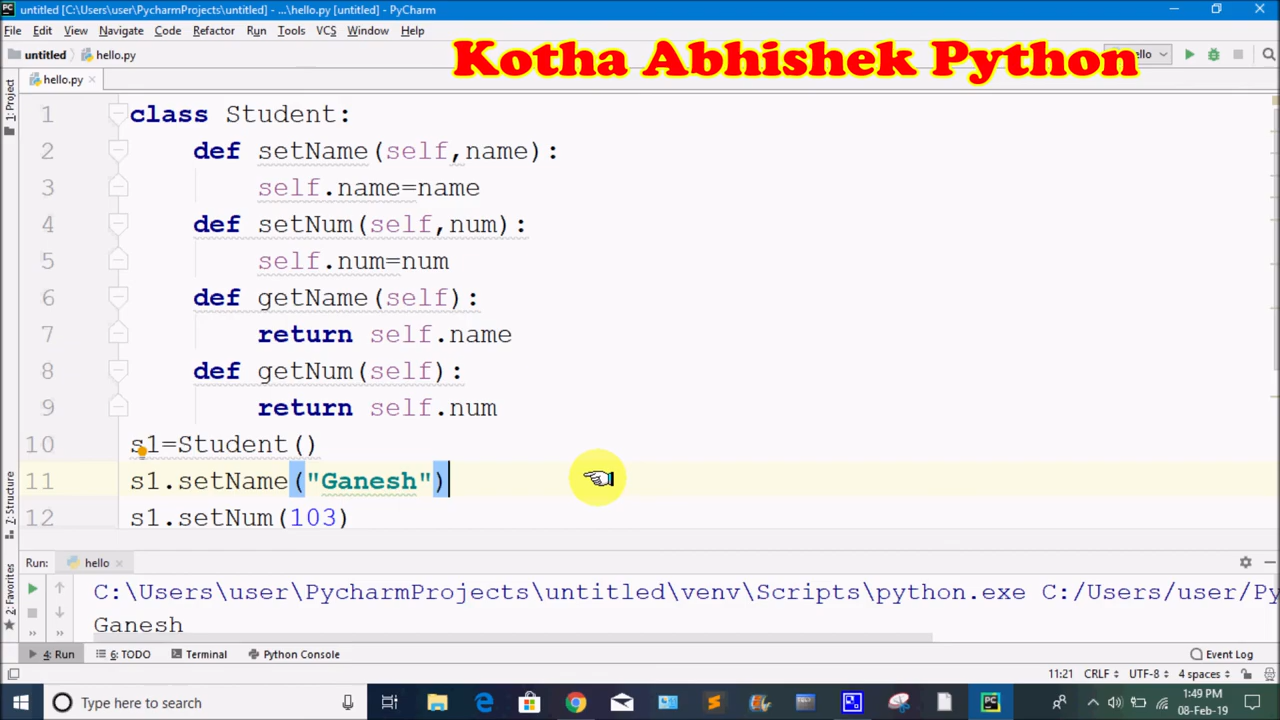 untitled [C:\Users\user\PycharmProjects\untitled] - ...\hello.py [untitled] - PyCharm
File Edit View Navigate Code Refactor Run Tools VCS Window Help
untitled hello.py
Kotha Abhishek Python
hello.py
1: Project
1 class Student:
2 def setName(self,name):
3 self.name=name
4 def setNum(self,num):
5 self.num=num
6 def getName(self):
7 return self.name
8 def getNum(self):
9 return self.num
10 s1=Student()
11 s1.setName("Ganesh")
12 s1.setNum(103)
7: Structure
2: Favorites
Run: hello
C:\Users\user\PycharmProjects\untitled\venv\Scripts\python.exe C:/Users/user/Py
Ganesh
4: Run 6: TODO Terminal Python Console Event Log
11:21 CRLF UTF-8 4 spaces
Type here to search
1:49 PM
08-Feb-19